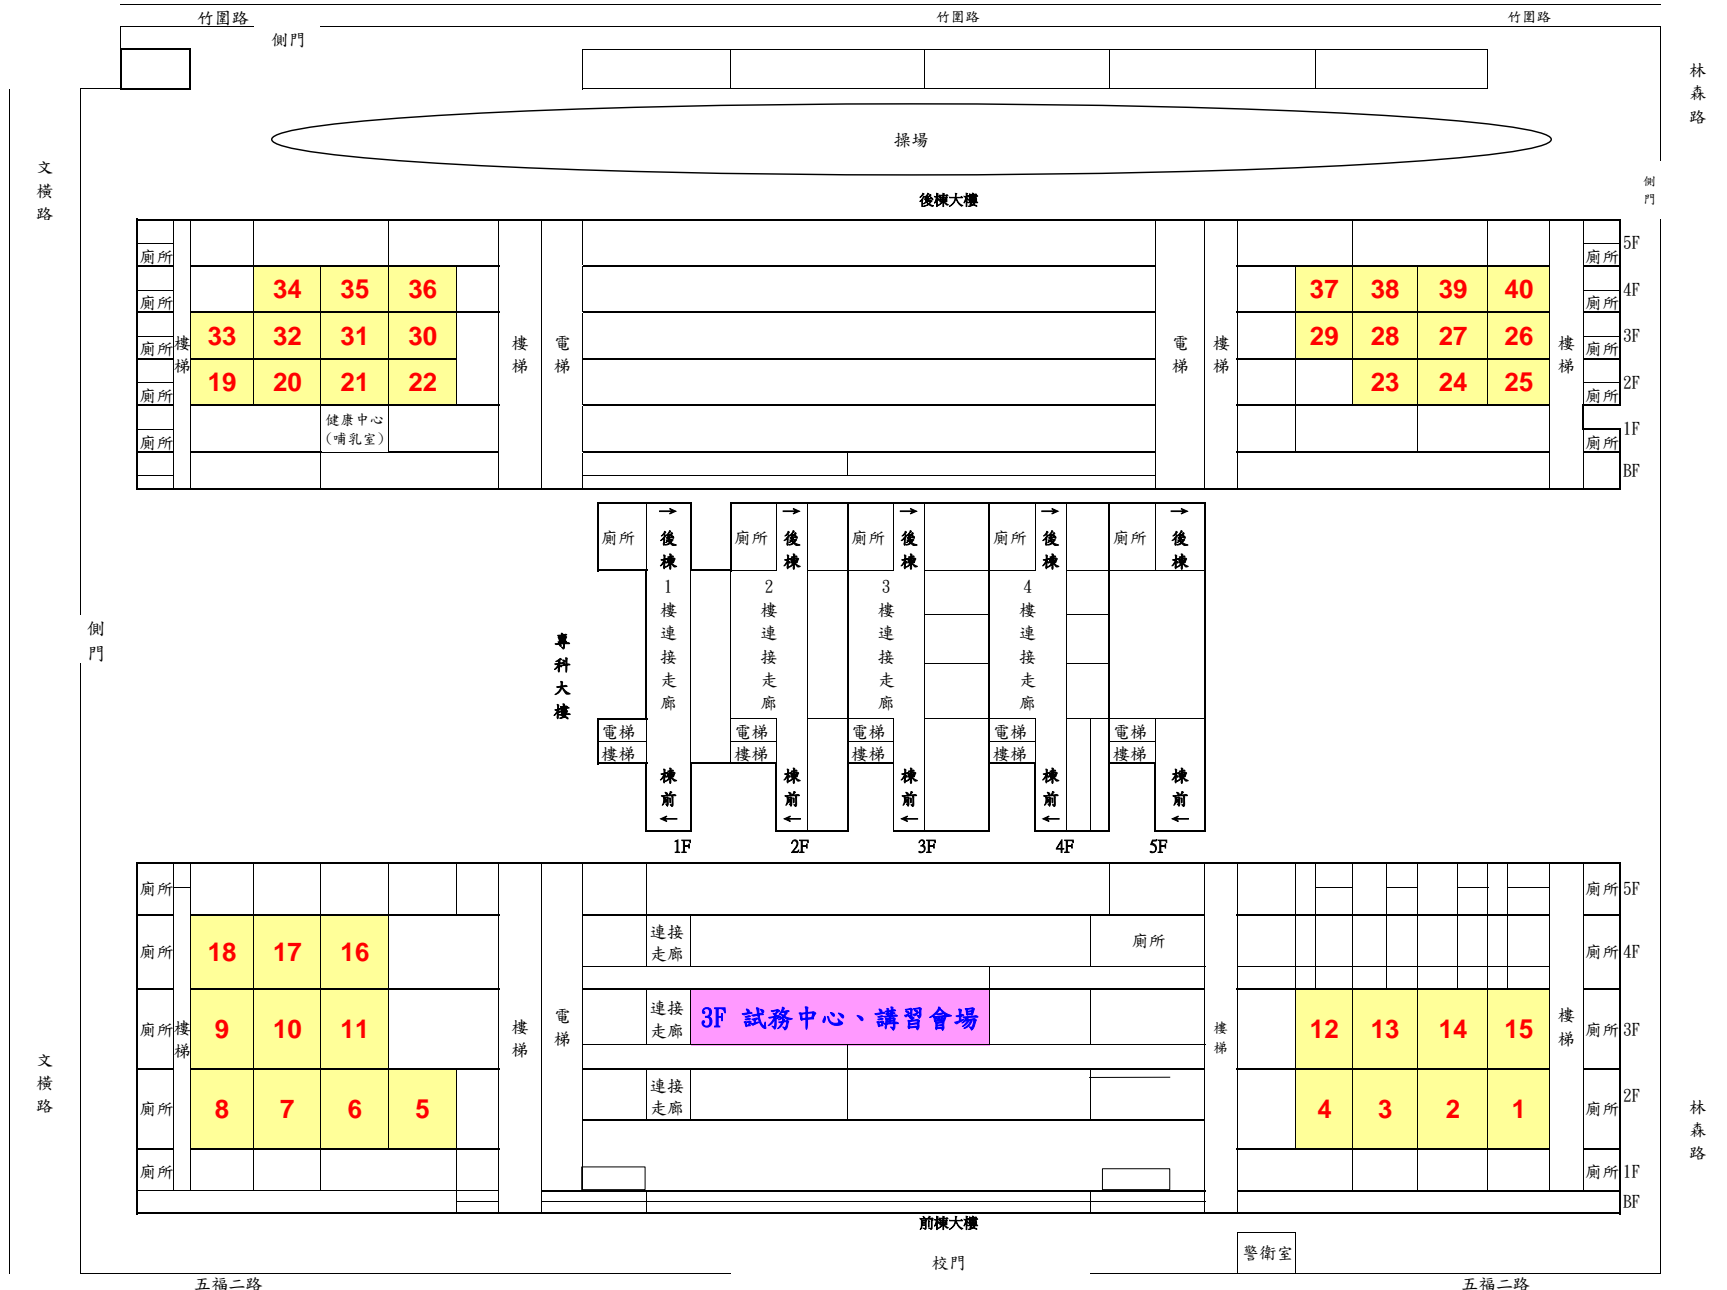 竹圍路 竹圍路 竹圍路
側門
林森路
操場
文橫路
側門
後棟大樓
5F
廁所 廁所
34 35 36 37 38 39 40 4F
廁所 廁所
33 32 31 30 29 28 27 26 3F
廁所 樓梯 樓梯 電梯 電梯 樓梯 樓梯 廁所
19 20 21 22 23 24 25 2F
廁所 廁所
健康中心
(哺乳室)
1F
廁所 廁所
BF
→ → → → →
廁所 後棟 廁所 後棟 廁所 後棟 廁所 後棟 廁所 後棟
1樓連接走廊 2樓連接走廊 3樓連接走廊 4樓連接走廊
側門
專科大樓
電梯 電梯 電梯 電梯 電梯
樓梯 樓梯 樓梯 樓梯 樓梯
棟前 棟前 棟前 棟前 棟前
← ← ← ← ←
1F 2F 3F 4F 5F
廁所 廁所 5F
連接走廊 廁所
廁所 18 17 16 廁所 4F
連接走廊 3F 試務中心、講習會場
廁所 樓梯 9 10 11 樓梯 電梯 樓梯 12 13 14 15 樓梯 廁所 3F
連接走廊
廁所 8 7 6 5 4 3 2 1 廁所 2F
文橫路
林森路
廁所 廁所 1F
BF
前棟大樓
警衛室
校門
五福二路 五福二路